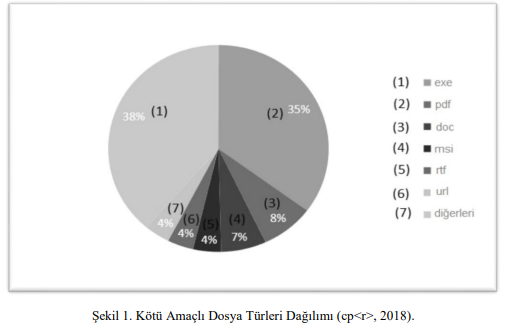 (1) exe
(2) pdf
(3) doc
(4) msi
(5) rtf
(6) url
(7) diğerleri
38% (1)
(2) 35%
(3)
8%
(4)
7%
(5)
4%
(6)
4%
(7)
4%
Şekil 1. Kötü Amaçlı Dosya Türleri Dağılımı (cp<r>, 2018).